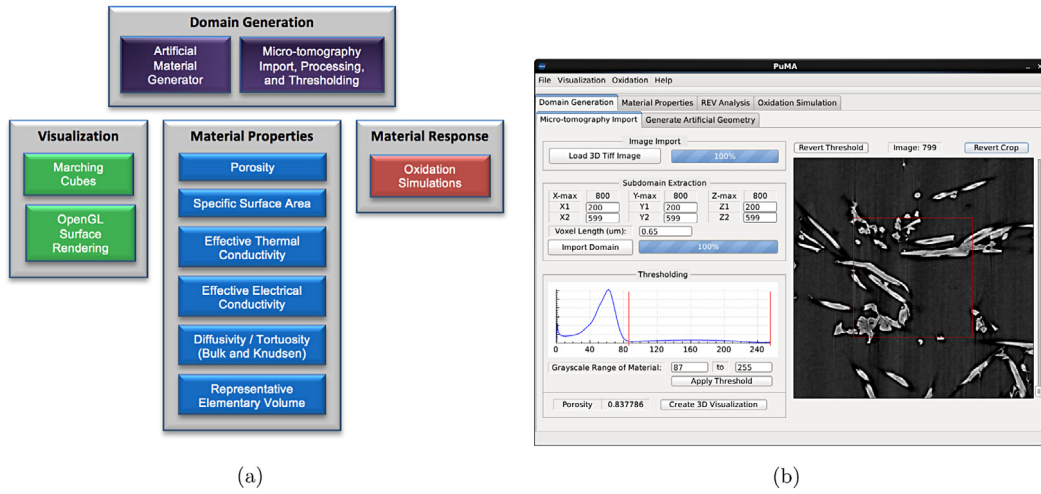 Domain Generation
Artificial
Material
Generator
Micro-tomography
Import, Processing,
and Thresholding
Visualization
Marching
Cubes
OpenGL
Surface
Rendering
Material Properties
Porosity
Specific Surface Area
Effective Thermal
Conductivity
Effective Electrical
Conductivity
Diffusivity / Tortuosity
(Bulk and Knudsen)
Representative
Elementary Volume
Material Response
Oxidation
Simulations
(a)
PuMA
File Visualization Oxidation Help
Domain Generation Material Properties REV Analysis Oxidation Simulation
Micro-tomography Import Generate Artificial Geometry
Image Import
Load 3D Tiff Image 100%
Subdomain Extraction
X-max 800 Y-max 800 Z-max 800
X1 200 Y1 200 Z1 200
X2 599 Y2 599 Z2 599
Voxel Length (um): 0.65
Import Domain 100%
Thresholding
0 40 80 120 160 200 240
Grayscale Range of Material: 87 to 255
Apply Threshold
Porosity 0.837786 Create 3D Visualization
Revert Threshold Image: 799 Revert Crop
(b)